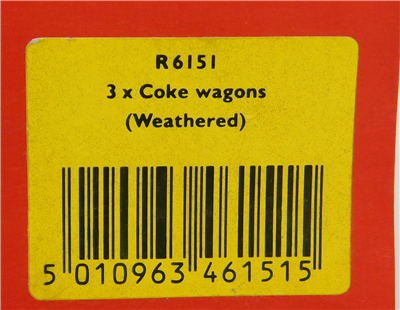 R6151
3 x Coke wagons
(Weathered)
5 010963 461515